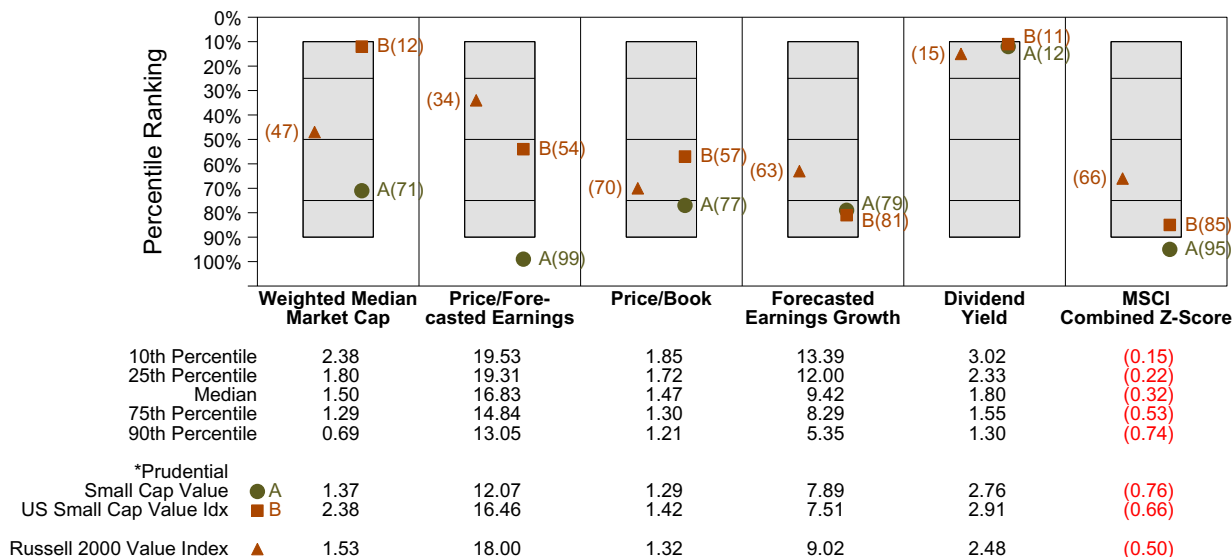 Percentile Ranking
0%
10%
20%
30%
40%
50%
60%
70%
80%
90%
100%
(47)
B(12)
A(71)
(34)
B(54)
A(99)
(70)
B(57)
A(77)
(63)
A(79)
B(81)
(15)
B(11)
A(12)
(66)
B(85)
A(95)
Weighted Median Market Cap
Price/Fore-casted Earnings
Price/Book
Forecasted Earnings Growth
Dividend Yield
MSCI Combined Z-Score
10th Percentile 2.38 19.53 1.85 13.39 3.02 (0.15)
25th Percentile 1.80 19.31 1.72 12.00 2.33 (0.22)
Median 1.50 16.83 1.47 9.42 1.80 (0.32)
75th Percentile 1.29 14.84 1.30 8.29 1.55 (0.53)
90th Percentile 0.69 13.05 1.21 5.35 1.30 (0.74)
*Prudential
Small Cap Value A 1.37 12.07 1.29 7.89 2.76 (0.76)
US Small Cap Value Idx B 2.38 16.46 1.42 7.51 2.91 (0.66)
Russell 2000 Value Index 1.53 18.00 1.32 9.02 2.48 (0.50)